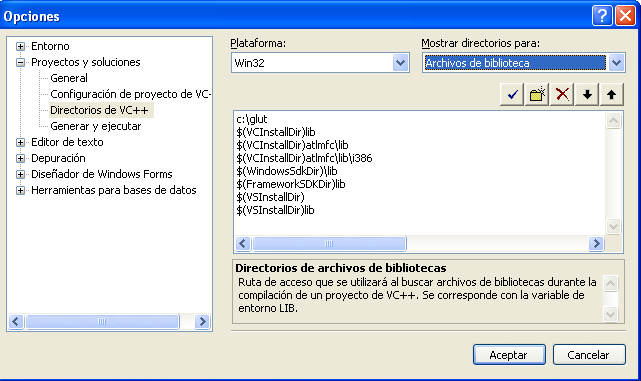 Opciones
Entorno
Proyectos y soluciones
General
Configuración de proyecto de VC-
Directorios de VC++
Generar y ejecutar
Editor de texto
Depuración
Diseñador de Windows Forms
Herramientas para bases de datos
Plataforma:
Win32
Mostrar directorios para:
Archivos de biblioteca
c:\glut
$(VCInstallDir)lib
$(VCInstallDir)atlmfc\lib
$(VCInstallDir)atlmfc\lib\i386
$(WindowsSdkDir)\lib
$(FrameworkSDKDir)lib
$(VSInstallDir)
$(VSInstallDir)lib
Directorios de archivos de bibliotecas
Ruta de acceso que se utilizará al buscar archivos de bibliotecas durante la
compilación de un proyecto de VC++. Se corresponde con la variable de
entorno LIB.
Aceptar
Cancelar